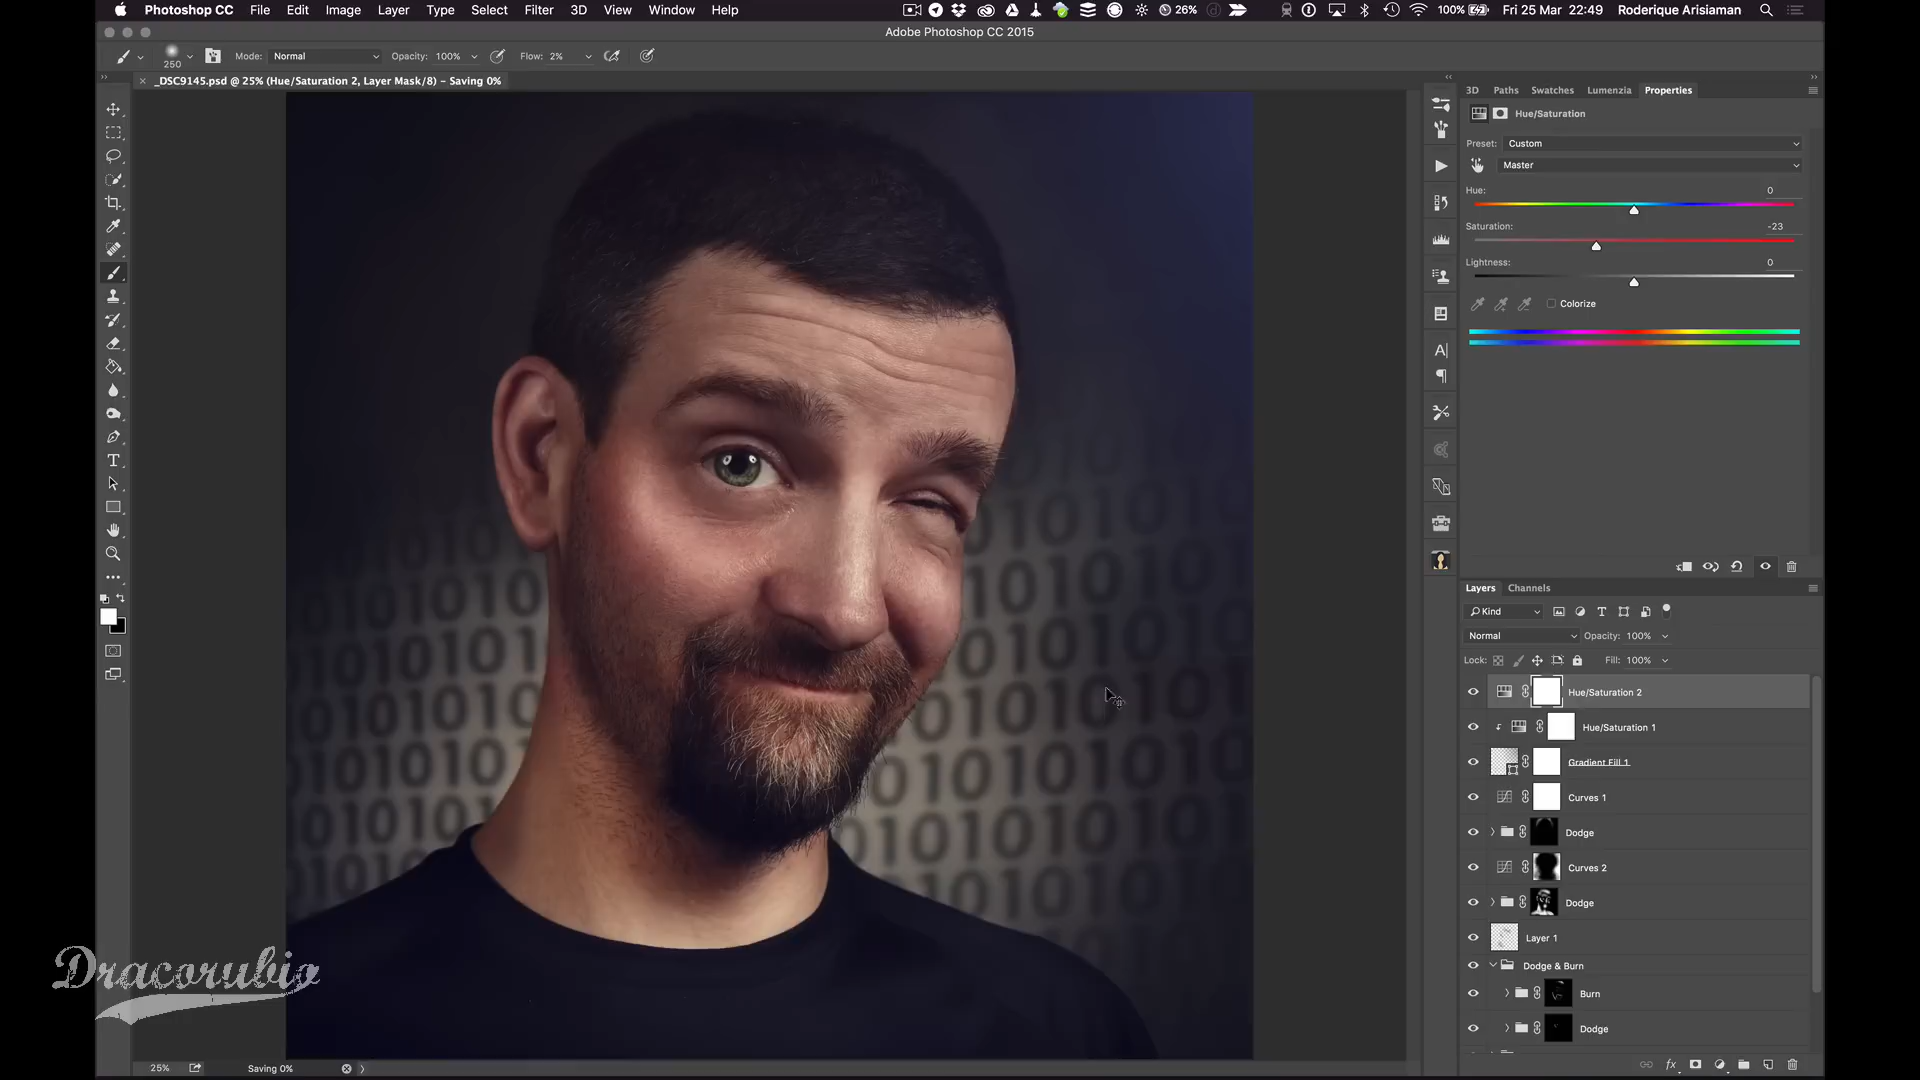 Photoshop CC File Edit Image Layer Type Select Filter 3D View Window Help 26% 100% Fri 25 Mar 22:49 Roderique Arisiaman
Adobe Photoshop CC 2015
250 Mode: Normal Opacity: 100% Flow: 2%
_DSC9145.psd @ 25% (Hue/Saturation 2, Layer Mask/8) – Saving 0%
3D Paths Swatches Lumenzia Properties
Hue/Saturation
Preset: Custom
Master
Hue: 0
Saturation: -23
Lightness: 0
Colorize
Layers Channels
Kind
Normal Opacity: 100%
Lock: Fill: 100%
Hue/Saturation 2
Hue/Saturation 1
Gradient Fill 1
Curves 1
Dodge
Curves 2
Dodge
Layer 1
Dodge & Burn
Burn
Dodge
Dracorubio
25% Saving 0%